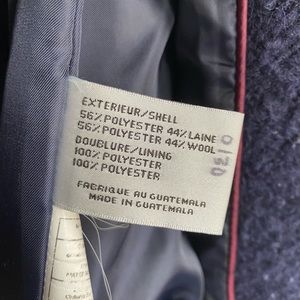 EXTERIEUR/SHELL
56% POLYESTER 44% LAINE
56% POLYESTER 44% WOOL
DOUBLURE/LINING
100% POLYESTER
100% POLYESTER
FABRIQUE AU GUATEMALA
MADE IN GUATEMALA